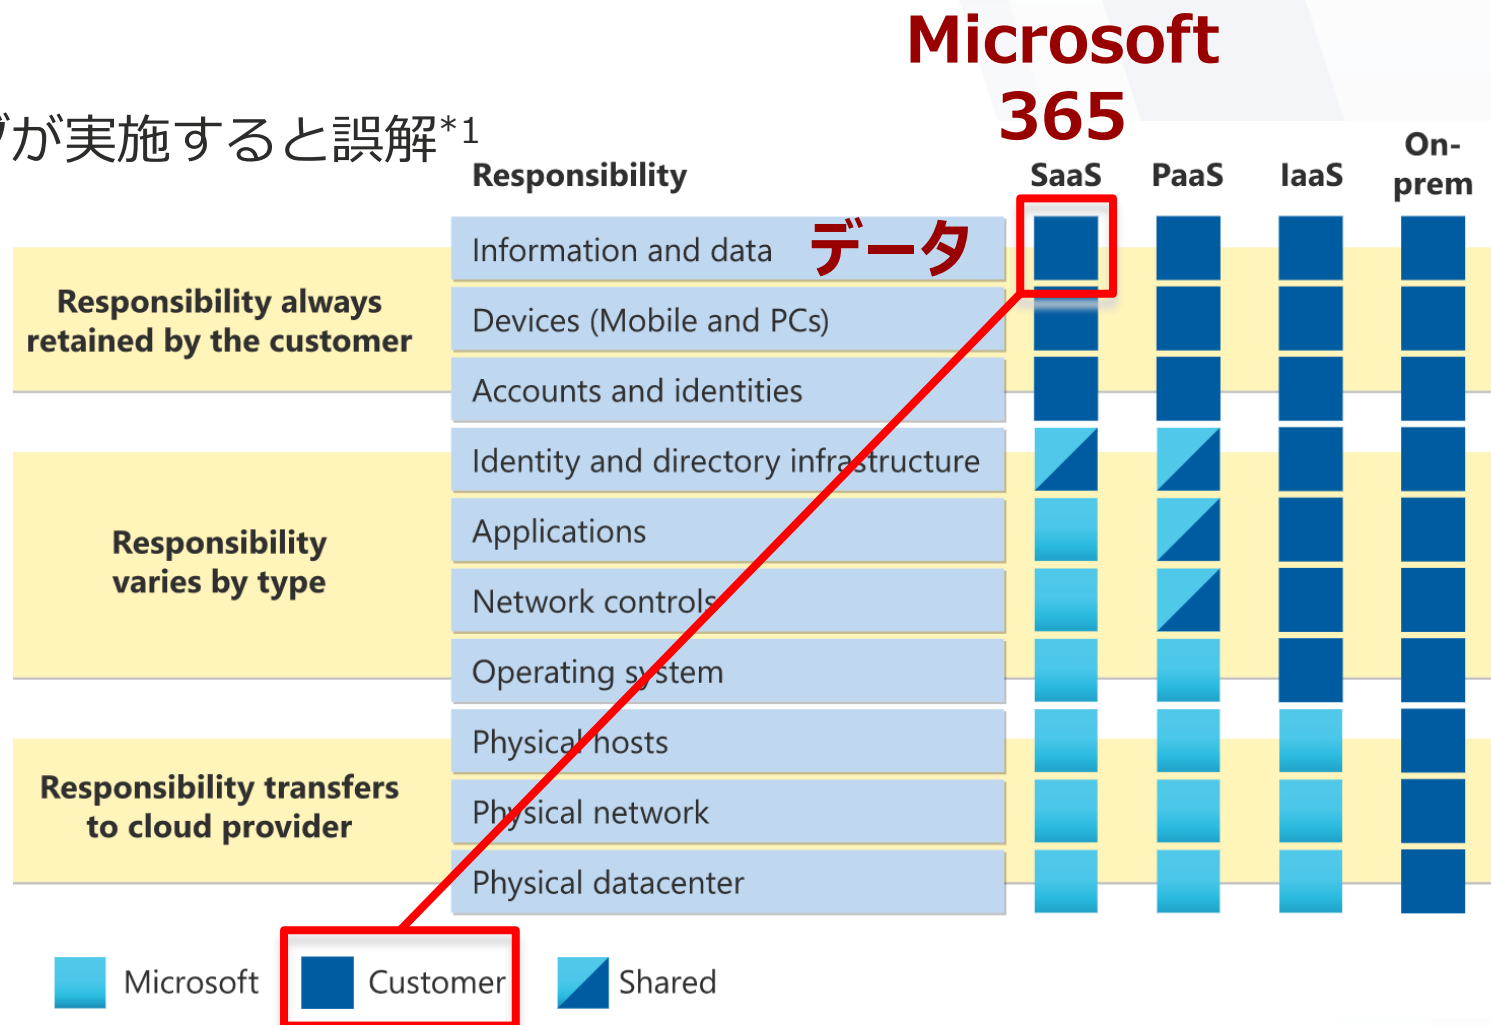 Microsoft
365
が実施すると誤解*1
Responsibility
SaaS
PaaS
IaaS
On-
prem
Information and data
データ
Responsibility always
retained by the customer
Devices (Mobile and PCs)
Accounts and identities
Identity and directory infrastructure
Responsibility
varies by type
Applications
Network controls
Operating system
Physical hosts
Responsibility transfers
to cloud provider
Physical network
Physical datacenter
Microsoft
Customer
Shared